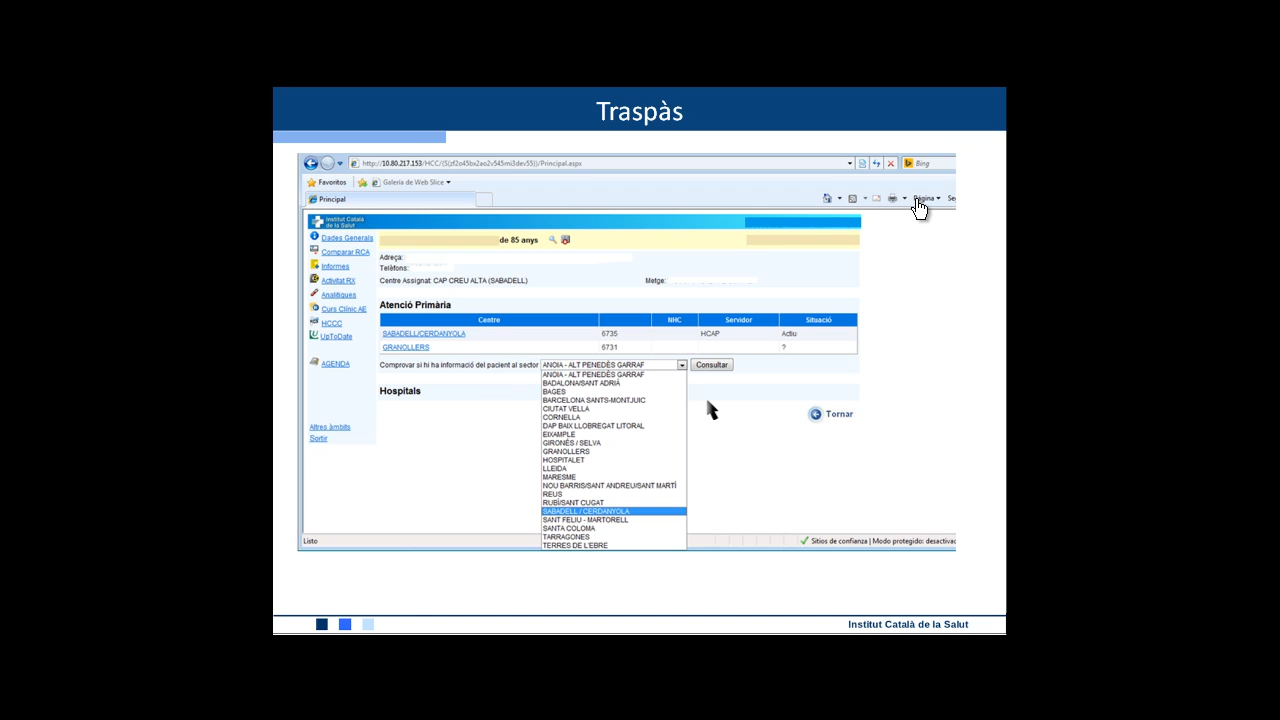 Traspàs
http://10.80.217.153/HCC/(S(zf2o45bx2ao2v545mi3dev55))/Principal.aspx
Bing
Favoritos
Galería de Web Slice
Principal
Página
Se
Institut Català
de la Salut
Dades Generals
Comparar RCA
Informes
Activitat RX
Analítiques
Curs Clínic AE
HCCC
UpToDate
AGENDA
Altres àmbits
Sortir
de 85 anys
Adreça:
Telèfons:
Centre Assignat: CAP CREU ALTA (SABADELL) Metge:
Atenció Primària
Centre NHC Servidor Situació
SABADELL/CERDANYOLA 6735 HCAP Actiu
GRANOLLERS 6731 ?
Comprovar si hi ha informació del pacient al sector ANOIA - ALT PENEDÈS GARRAF Consultar
ANOIA - ALT PENEDÈS GARRAF
BADALONA/SANT ADRIÀ
BAGES
BARCELONA SANTS-MONTJUIC
CIUTAT VELLA
CORNELLA
DAP BAIX LLOBREGAT LITORAL
EIXAMPLE
GIRONÈS / SELVA
GRANOLLERS
HOSPITALET
LLEIDA
MARESME
NOU BARRIS/SANT ANDREU/SANT MARTÍ
REUS
RUBÍ/SANT CUGAT
SABADELL / CERDANYOLA
SANT FELIU - MARTORELL
SANTA COLOMA
TARRAGONES
TERRES DE L'EBRE
Hospitals
Tornar
Listo
Sitios de confianza | Modo protegido: desactivac
Institut Català de la Salut